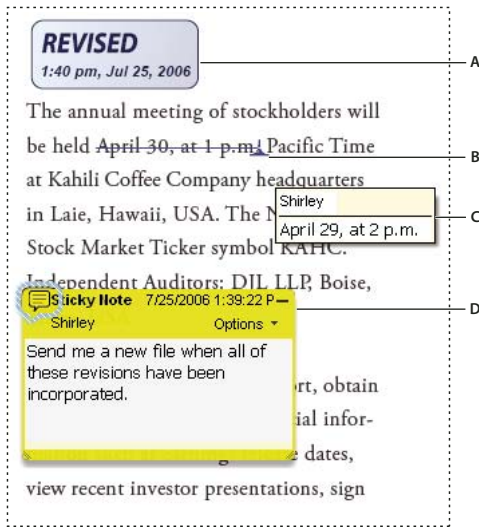 REVISED
1:40 pm, Jul 25, 2006
A
The annual meeting of stockholders will
be held April 30, at 1 p.m. Pacific Time
B
at Kahili Coffee Company headquarters
Shirley
in Laie, Hawaii, USA. The
C
April 29, at 2 p.m.
Stock Market Ticker symbol KAHC.
Independent Auditors: DIL LLP, Boise,
Sticky Note 7/25/2006 1:39:22 P
D
Shirley Options
Send me a new file when all of
these revisions have been
incorporated.
obtain
dates,
view recent investor presentations, sign